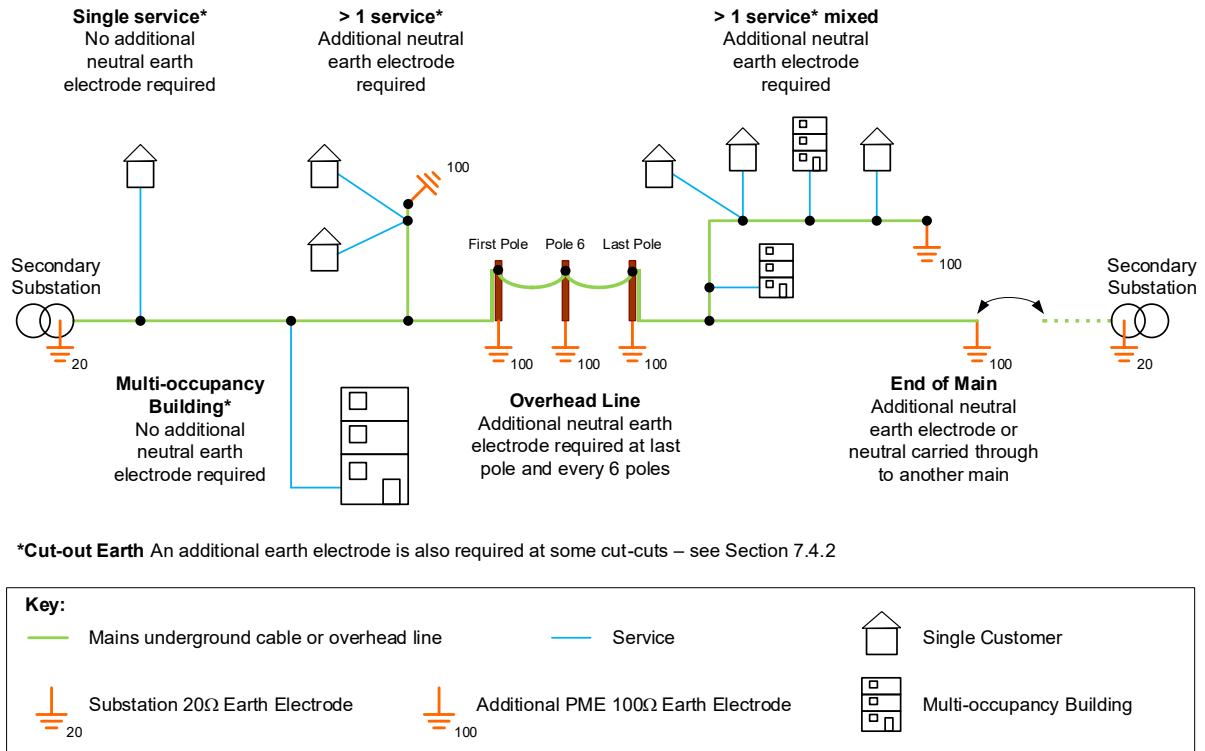 Single service*
No additional
neutral earth
electrode required
> 1 service*
Additional neutral
earth electrode
required
> 1 service* mixed
Additional neutral
earth electrode
required
100
First Pole
Pole 6
Last Pole
Secondary
Substation
20
100
100
100
100
100
Secondary
Substation
20
Multi-occupancy
Building*
No additional
neutral earth
electrode required
Overhead Line
Additional neutral earth
electrode required at last
pole and every 6 poles
End of Main
Additional neutral
earth electrode or
neutral carried through
to another main
*Cut-out Earth An additional earth electrode is also required at some cut-cuts – see Section 7.4.2
Key:
Mains underground cable or overhead line
Service
Single Customer
20
Substation 20Ω Earth Electrode
100
Additional PME 100Ω Earth Electrode
Multi-occupancy Building